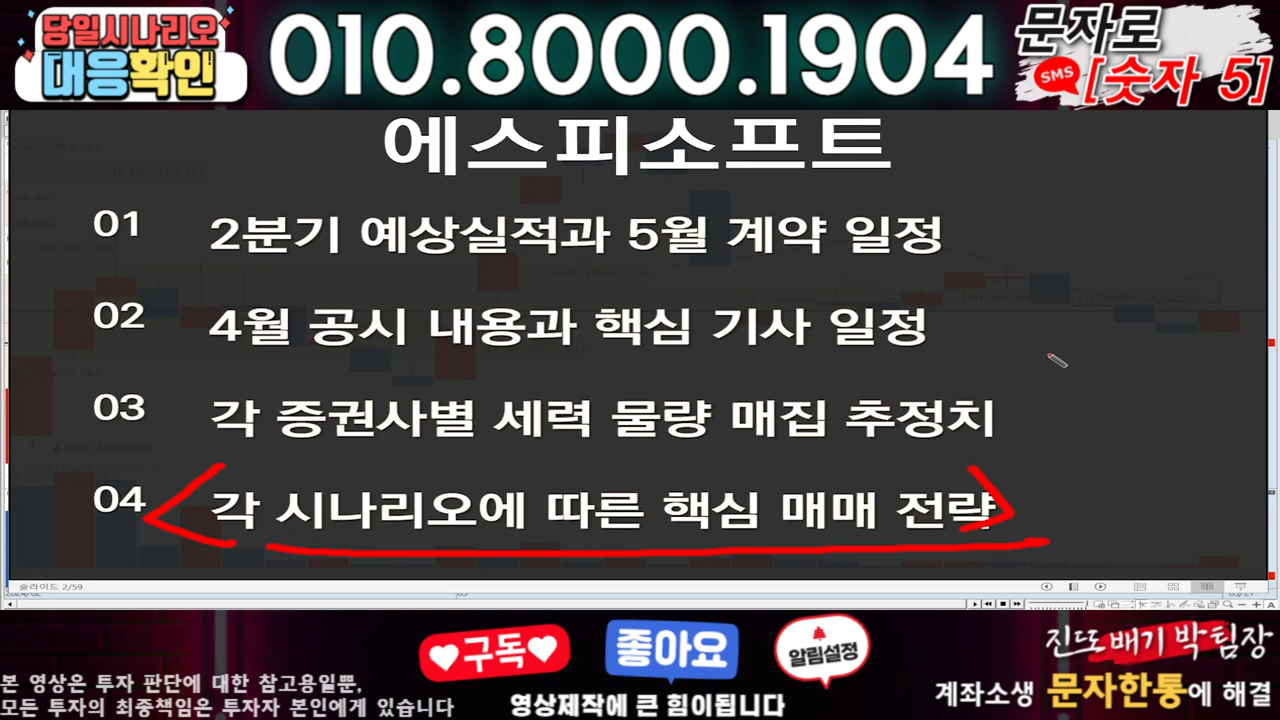 당일시나리오
대응확인
010.8000.1904
문자로
SMS [숫자 5]
에스피소프트
01 2분기 예상실적과 5월 계약 일정
02 4월 공시 내용과 핵심 기사 일정
03 각 증권사별 세력 물량 매집 추정치
04 각 시나리오에 따른 핵심 매매 전략
슬라이드 2/59
구독
좋아요
알림설정
영상제작에 큰 힘이됩니다
본 영상은 투자 판단에 대한 참고용일뿐,
모든 투자의 최종책임은 투자자 본인에게 있습니다
진또배기 박팀장
계좌소생 문자한통에 해결